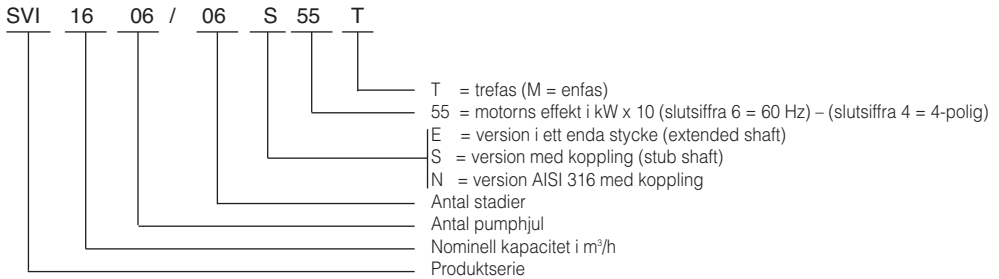 SVI 16 06 / 06 S 55 T
T = trefas (M = enfas)
55 = motorns effekt i kW x 10 (slutsiffra 6 = 60 Hz) – (slutsiffra 4 = 4-polig)
E = version i ett enda stycke (extended shaft)
S = version med koppling (stub shaft)
N = version AISI 316 med koppling
Antal stadier
Antal pumphjul
Nominell kapacitet i m³/h
Produktserie